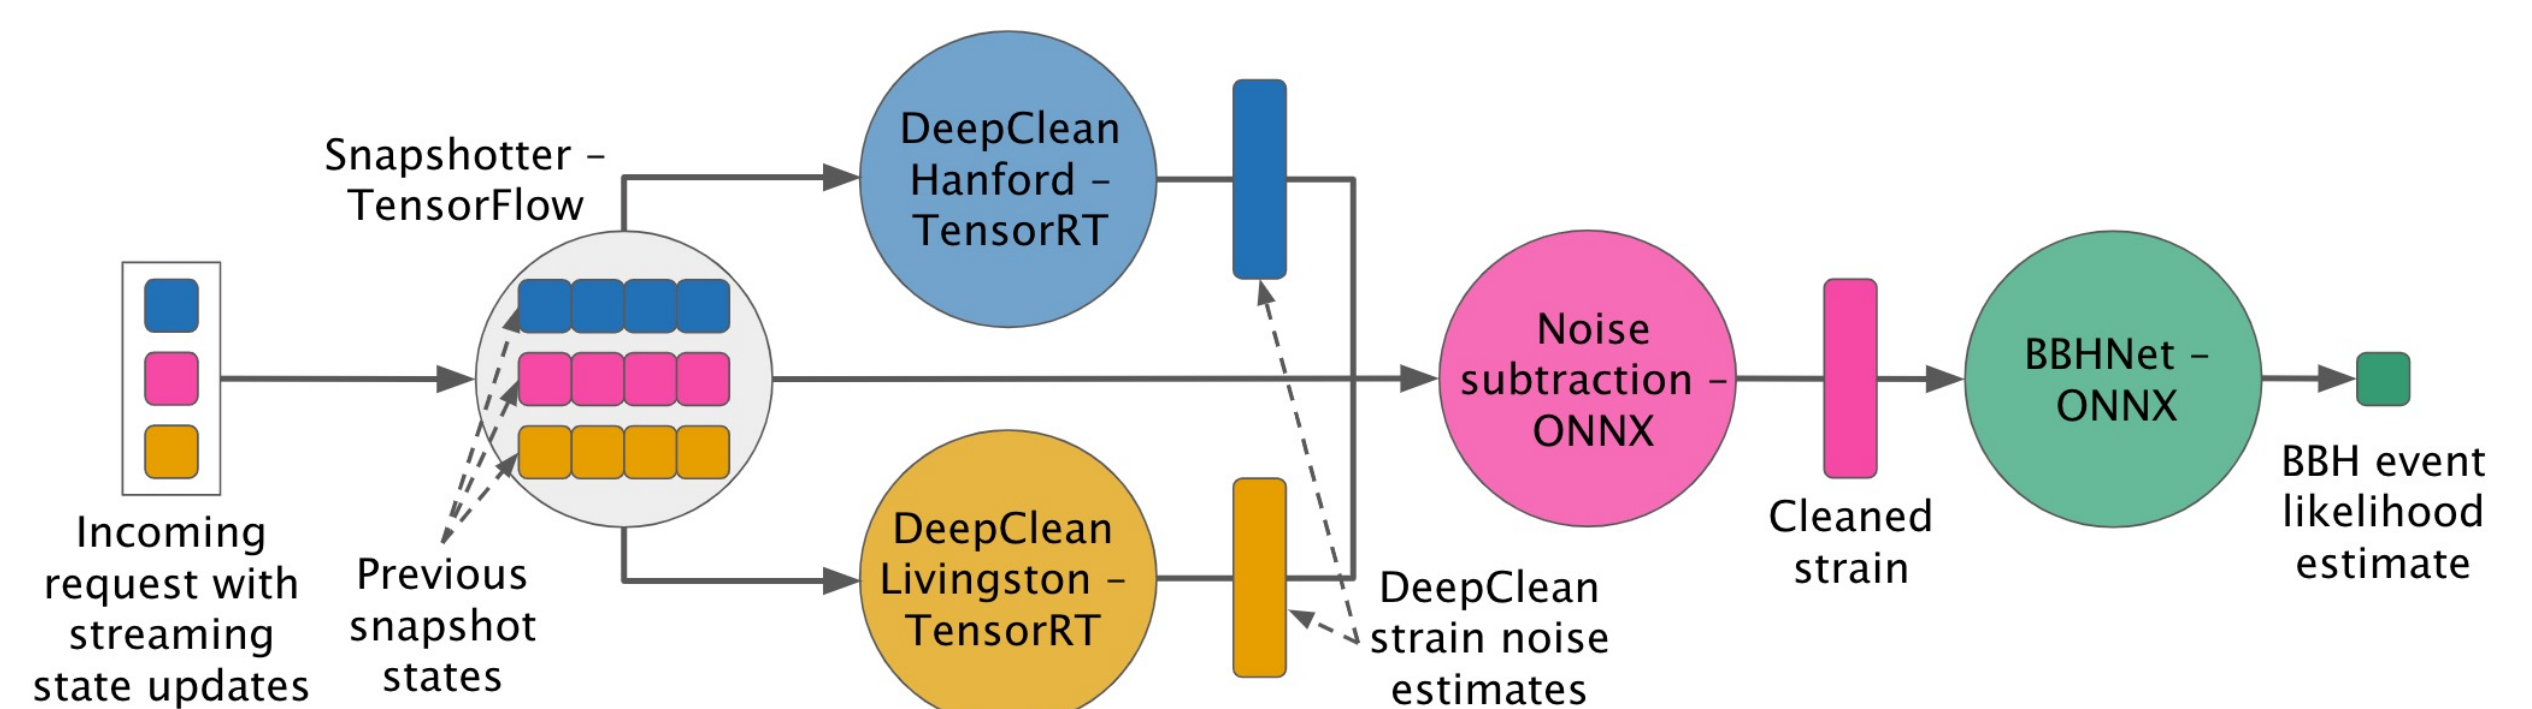 Snapshotter –
TensorFlow
DeepClean
Hanford –
TensorRT
Noise
subtraction –
ONNX
BBHNet –
ONNX
DeepClean
Livingston –
TensorRT
Incoming
request with
streaming
state updates
Previous
snapshot
states
DeepClean
strain noise
estimates
Cleaned
strain
BBH event
likelihood
estimate